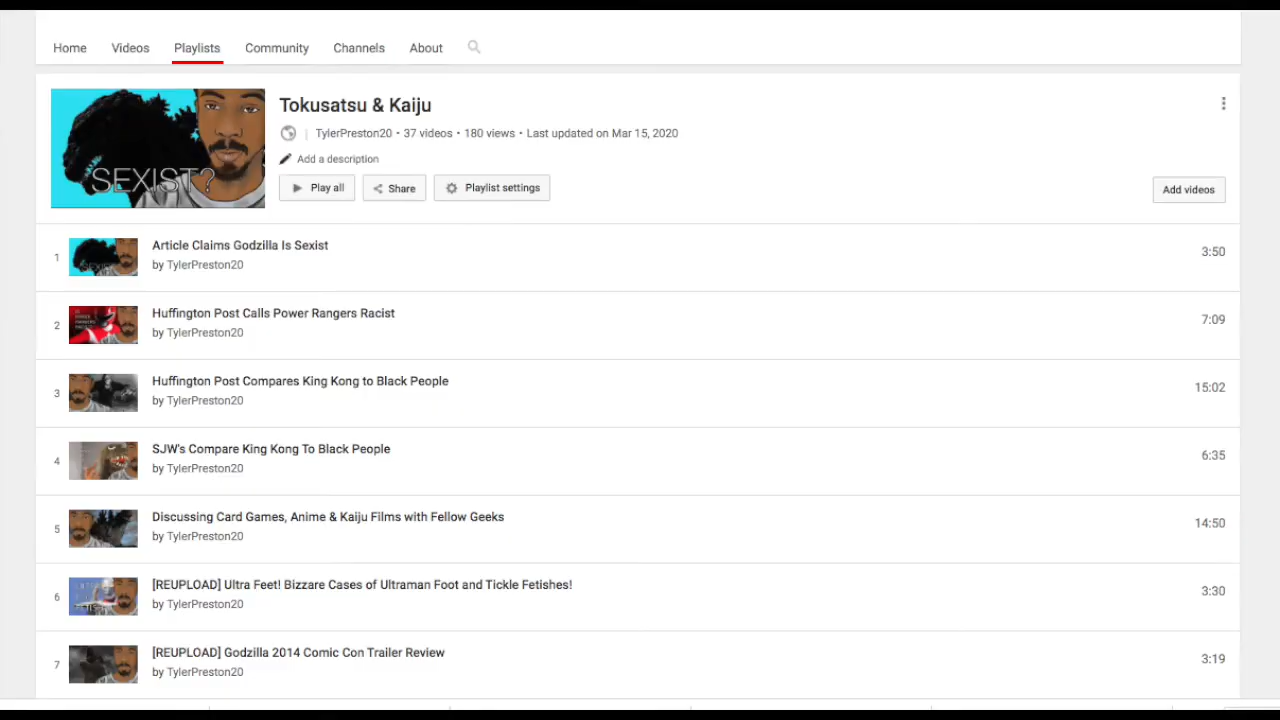 Home Videos Playlists Community Channels About
SEXIST?
Tokusatsu & Kaiju
TylerPreston20 • 37 videos • 180 views • Last updated on Mar 15, 2020
Add a description
Play all Share Playlist settings Add videos
1 Article Claims Godzilla Is Sexist 3:50
by TylerPreston20
2 Huffington Post Calls Power Rangers Racist 7:09
by TylerPreston20
3 Huffington Post Compares King Kong to Black People 15:02
by TylerPreston20
4 SJW's Compare King Kong To Black People 6:35
by TylerPreston20
5 Discussing Card Games, Anime & Kaiju Films with Fellow Geeks 14:50
by TylerPreston20
6 [REUPLOAD] Ultra Feet! Bizzare Cases of Ultraman Foot and Tickle Fetishes! 3:30
by TylerPreston20
7 [REUPLOAD] Godzilla 2014 Comic Con Trailer Review 3:19
by TylerPreston20